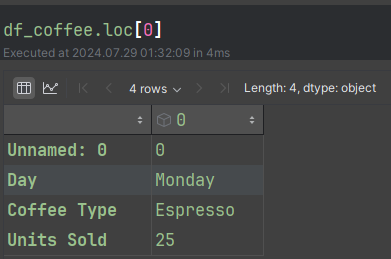 df_coffee.loc[0]
Executed at 2024.07.29 01:32:09 in 4ms
4 rows Length: 4, dtype: object
0
Unnamed: 0 0
Day Monday
Coffee Type Espresso
Units Sold 25